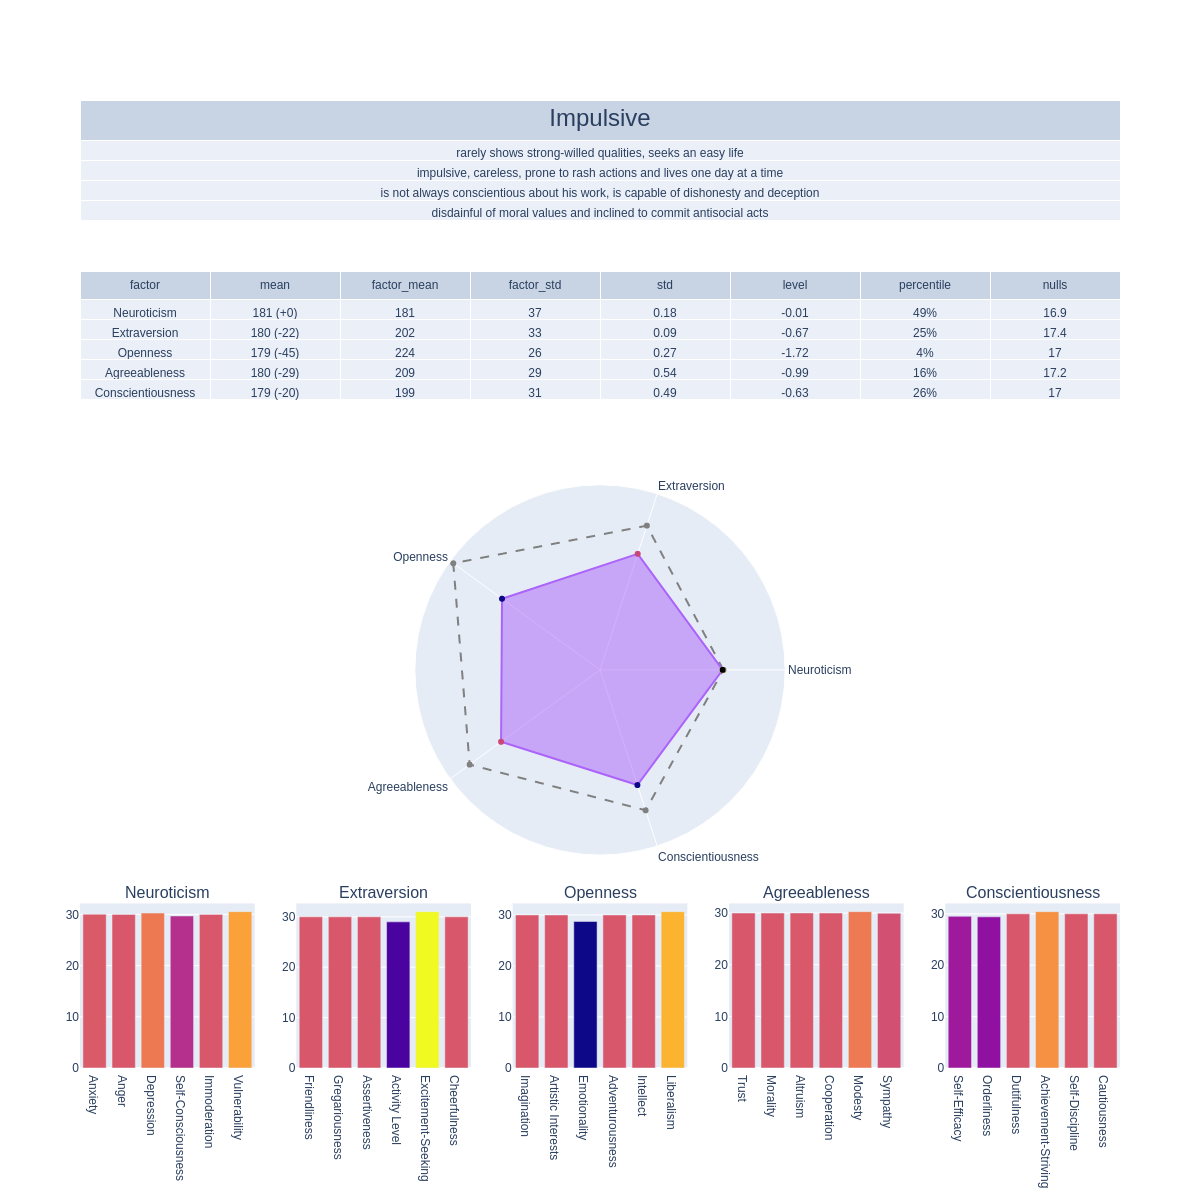 Impulsive
rarely shows strong-willed qualities, seeks an easy life
impulsive, careless, prone to rash actions and lives one day at a time
is not always conscientious about his work, is capable of dishonesty and deception
disdainful of moral values and inclined to commit antisocial acts
factor mean factor_mean factor_std std level percentile nulls
Neuroticism 181 (+0) 181 37 0.18 -0.01 49% 16.9
Extraversion 180 (-22) 202 33 0.09 -0.67 25% 17.4
Openness 179 (-45) 224 26 0.27 -1.72 4% 17
Agreeableness 180 (-29) 209 29 0.54 -0.99 16% 17.2
Conscientiousness 179 (-20) 199 31 0.49 -0.63 26% 17
Extraversion
Openness
Neuroticism
Agreeableness
Conscientiousness
Neuroticism
30
20
10
0
Anxiety
Anger
Depression
Self-Consciousness
Immoderation
Vulnerability
Extraversion
30
20
10
0
Friendliness
Gregariousness
Assertiveness
Activity Level
Excitement-Seeking
Cheerfulness
Openness
30
20
10
0
Imagination
Artistic Interests
Emotionality
Adventurousness
Intellect
Liberalism
Agreeableness
30
20
10
0
Trust
Morality
Altruism
Cooperation
Modesty
Sympathy
Conscientiousness
30
20
10
0
Self-Efficacy
Orderliness
Dutifulness
Achievement-Striving
Self-Discipline
Cautiousness